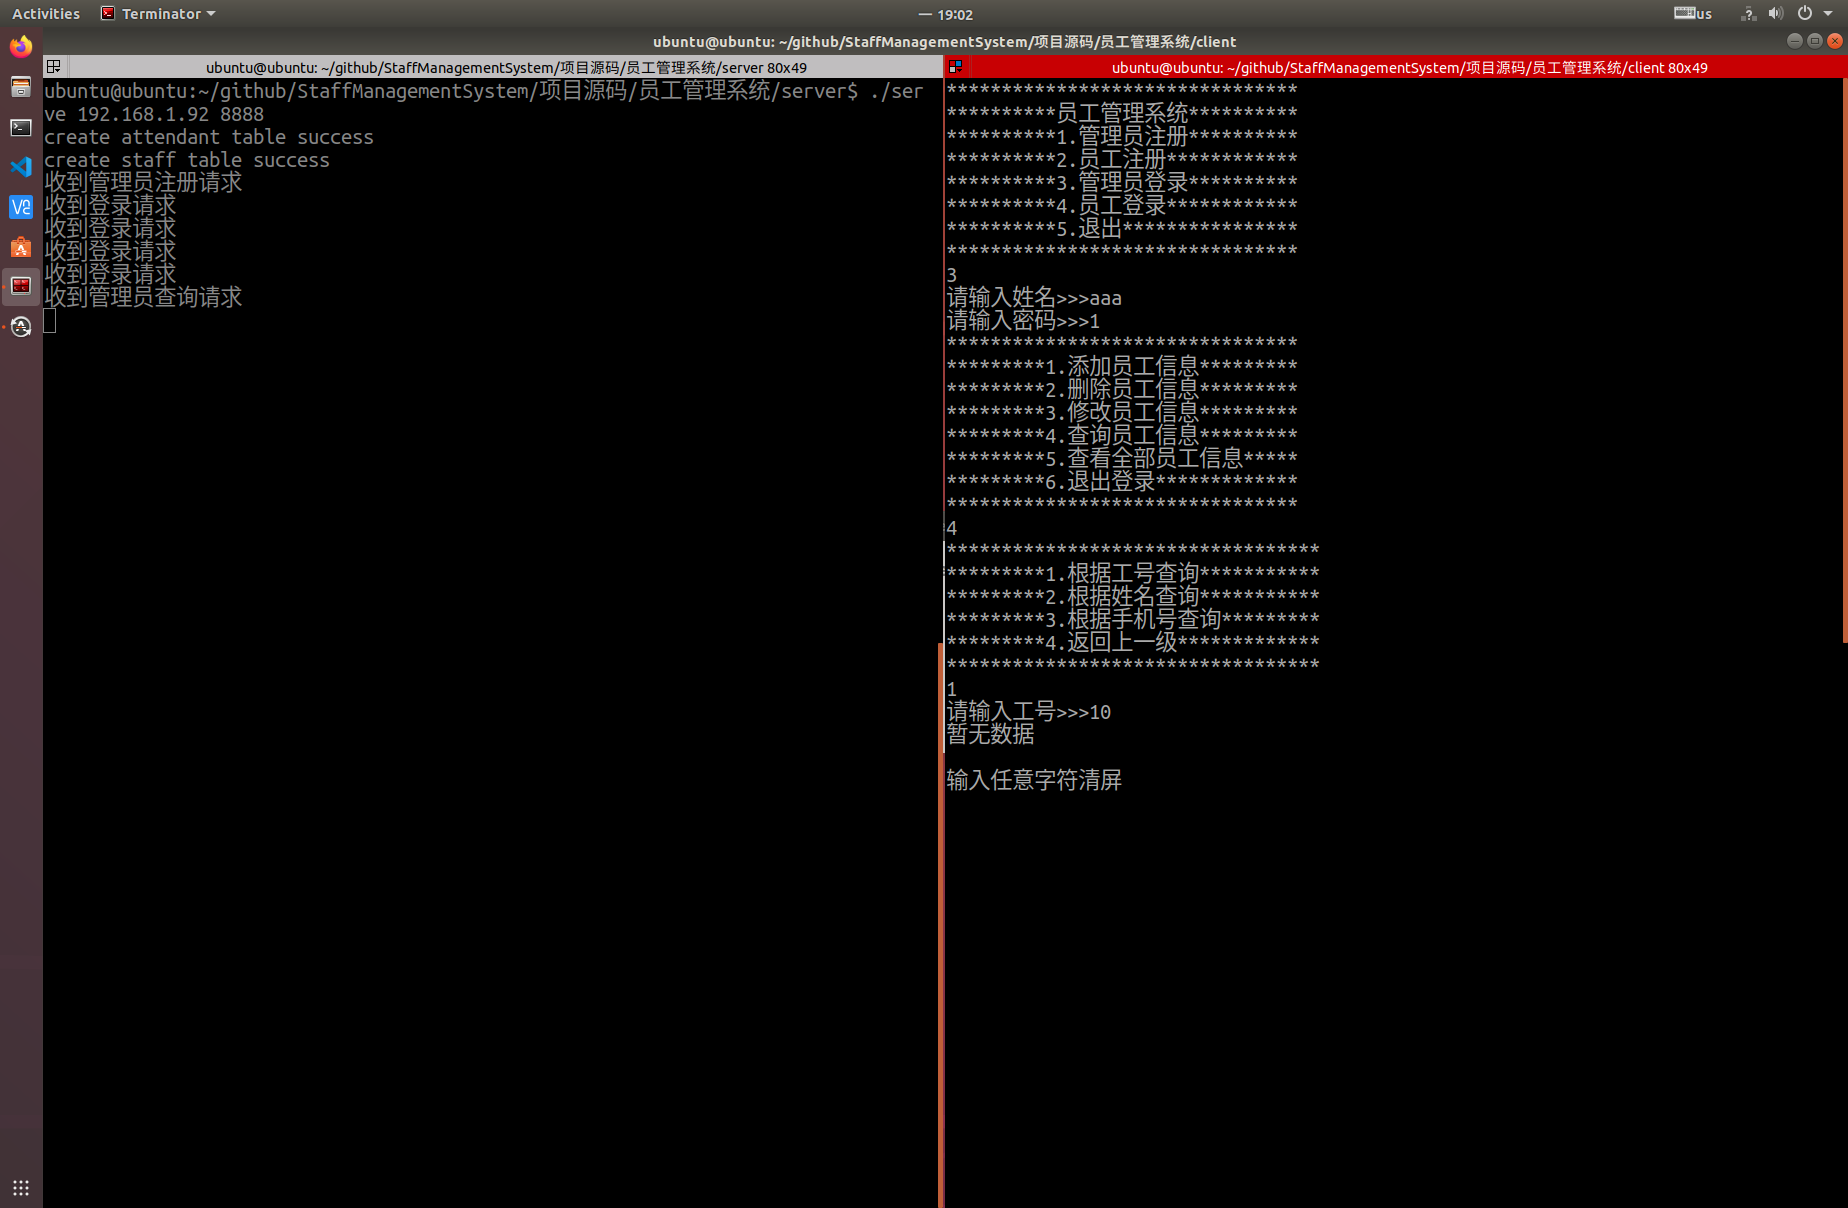 Activities
Terminator
19:02
us
ubuntu@ubuntu: ~/github/StaffManagementSystem/项目源码/员工管理系统/client
ubuntu@ubuntu: ~/github/StaffManagementSystem/项目源码/员工管理系统/server 80x49
ubuntu@ubuntu:~/github/StaffManagementSystem/项目源码/员工管理系统/server$ ./ser
ve 192.168.1.92 8888
create attendant table success
create staff table success
收到管理员注册请求
收到登录请求
收到登录请求
收到登录请求
收到登录请求
收到管理员查询请求
ubuntu@ubuntu: ~/github/StaffManagementSystem/项目源码/员工管理系统/client 80x49
********************************
**********员工管理系统**********
**********1.管理员注册**********
**********2.员工注册************
**********3.管理员登录**********
**********4.员工登录************
**********5.退出****************
********************************
3
请输入姓名>>>aaa
请输入密码>>>1
********************************
*********1.添加员工信息*********
*********2.删除员工信息*********
*********3.修改员工信息*********
*********4.查询员工信息*********
*********5.查看全部员工信息*****
*********6.退出登录*************
********************************
4
**********************************
*********1.根据工号查询***********
*********2.根据姓名查询***********
*********3.根据手机号查询*********
*********4.返回上一级*************
**********************************
1
请输入工号>>>10
暂无数据
输入任意字符清屏